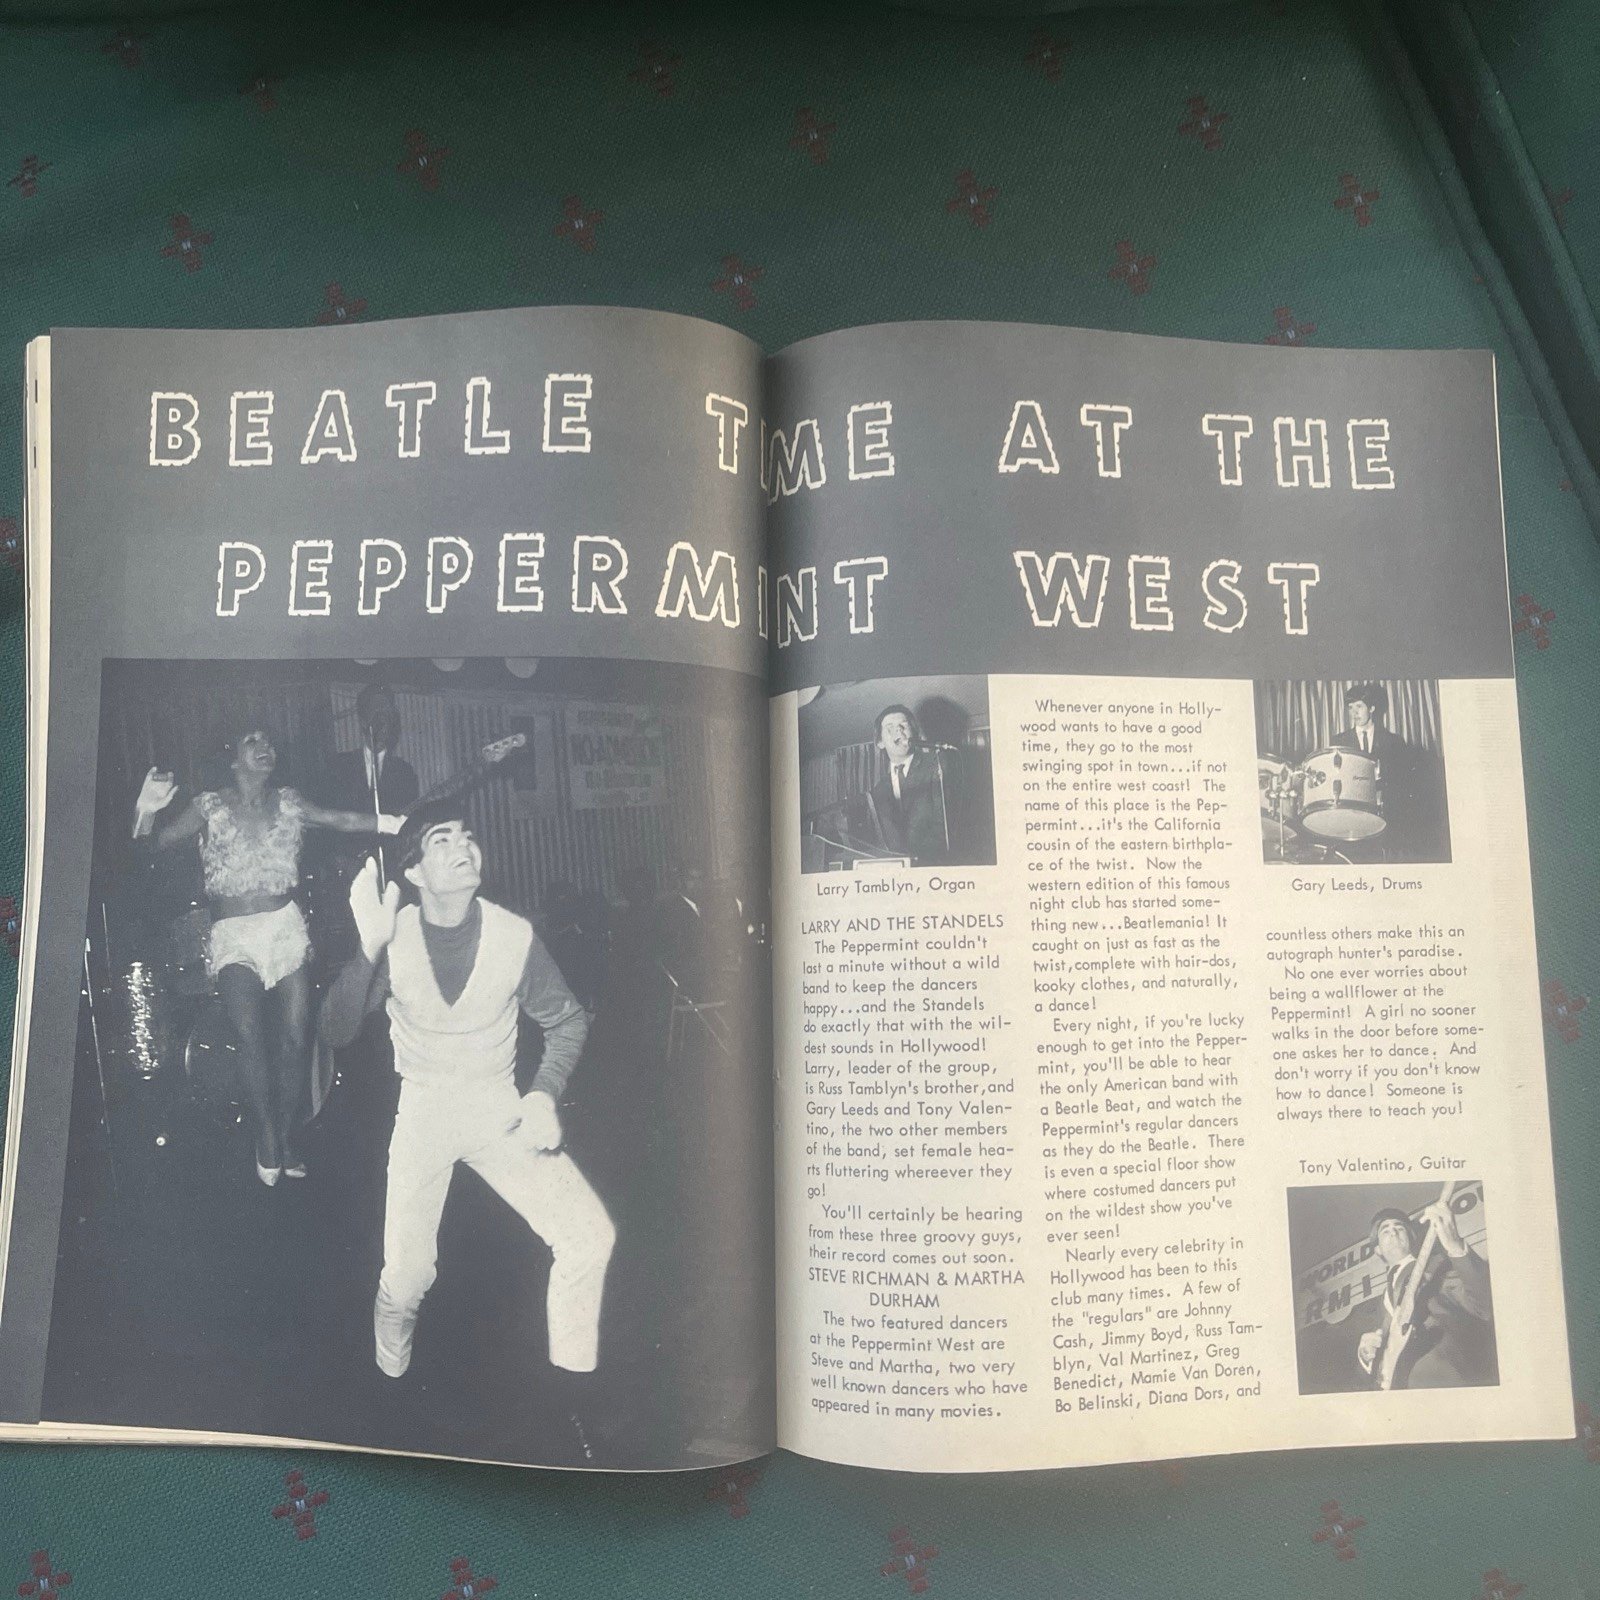 BEATLE TIME AT THE
PEPPERMINT WEST
Larry Tamblyn, Organ
LARRY AND THE STANDELS
The Peppermint couldn't
last a minute without a wild
band to keep the dancers
happy...and the Standels
do exactly that with the wil-
dest sounds in Hollywood!
Larry, leader of the group,
is Russ Tamblyn's brother,and
Gary Leeds and Tony Valen-
tino, the two other members
of the band, set female hea-
rts fluttering whereever they
go!
You'll certainly be hearing
from these three groovy guys,
their record comes out soon.
STEVE RICHMAN & MARTHA
DURHAM
The two featured dancers
at the Peppermint West are
Steve and Martha, two very
well known dancers who have
appeared in many movies.
Whenever anyone in Holly-
wood wants to have a good
time, they go to the most
swinging spot in town...if not
on the entire west coast! The
name of this place is the Pep-
permint...it's the California
cousin of the eastern birthpla-
ce of the twist. Now the
western edition of this famous
night club has started some-
thing new...Beatlemania! It
caught on just as fast as the
twist,complete with hair-dos,
kooky clothes, and naturally,
a dance!
Every night, if you're lucky
enough to get into the Pepper-
mint, you'll be able to hear
the only American band with
a Beatle Beat, and watch the
Peppermint's regular dancers
as they do the Beatle. There
is even a special floor show
where costumed dancers put
on the wildest show you've
ever seen!
Nearly every celebrity in
Hollywood has been to this
club many times. A few of
the "regulars" are Johnny
Cash, Jimmy Boyd, Russ Tam-
blyn, Val Martinez, Greg
Benedict, Mamie Van Doren,
Bo Belinski, Diana Dors, and
Gary Leeds, Drums
countless others make this an
autograph hunter's paradise.
No one ever worries about
being a wallflower at the
Peppermint! A girl no sooner
walks in the door before some-
one askes her to dance. And
don't worry if you don't know
how to dance! Someone is
always there to teach you!
Tony Valentino, Guitar
WORLD
RMI